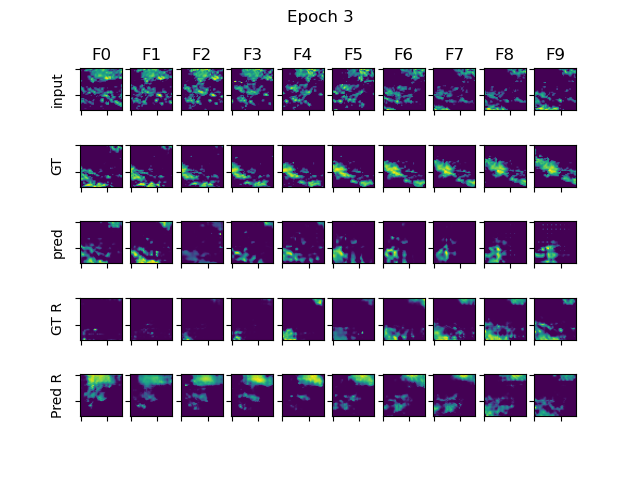 Epoch 3
F0 F1 F2 F3 F4 F5 F6 F7 F8 F9
input
GT
pred
GT R
Pred R